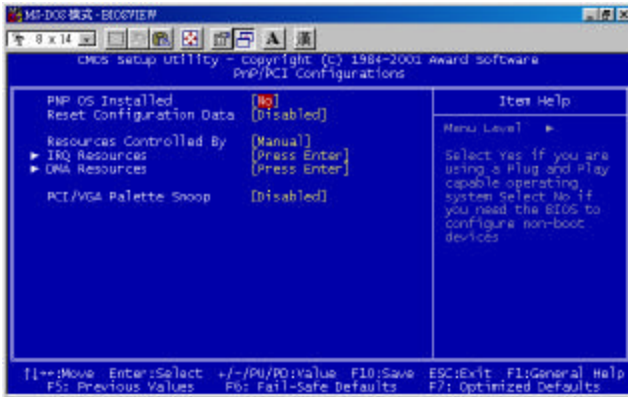 MS-DOS 模式 - BIOSVIEW
8 x 14
A 漢
CMOS Setup Utility - Copyright (C) 1984-2001 Award Software
PnP/PCI Configurations
PNP OS Installed [No]
Reset Configuration Data [Disabled]
Resources Controlled By [Manual]
► IRQ Resources [Press Enter]
► DMA Resources [Press Enter]
PCI/VGA Palette Snoop [Disabled]
Item Help
Menu Level ►
Select Yes if you are
using a Plug and Play
capable operating
system Select No if
you need the BIOS to
configure non-boot
devices
↑↓→←:Move Enter:Select +/-/PU/PD:Value F10:Save ESC:Exit F1:General Help
F5: Previous Values F6: Fail-Safe Defaults F7: Optimized Defaults